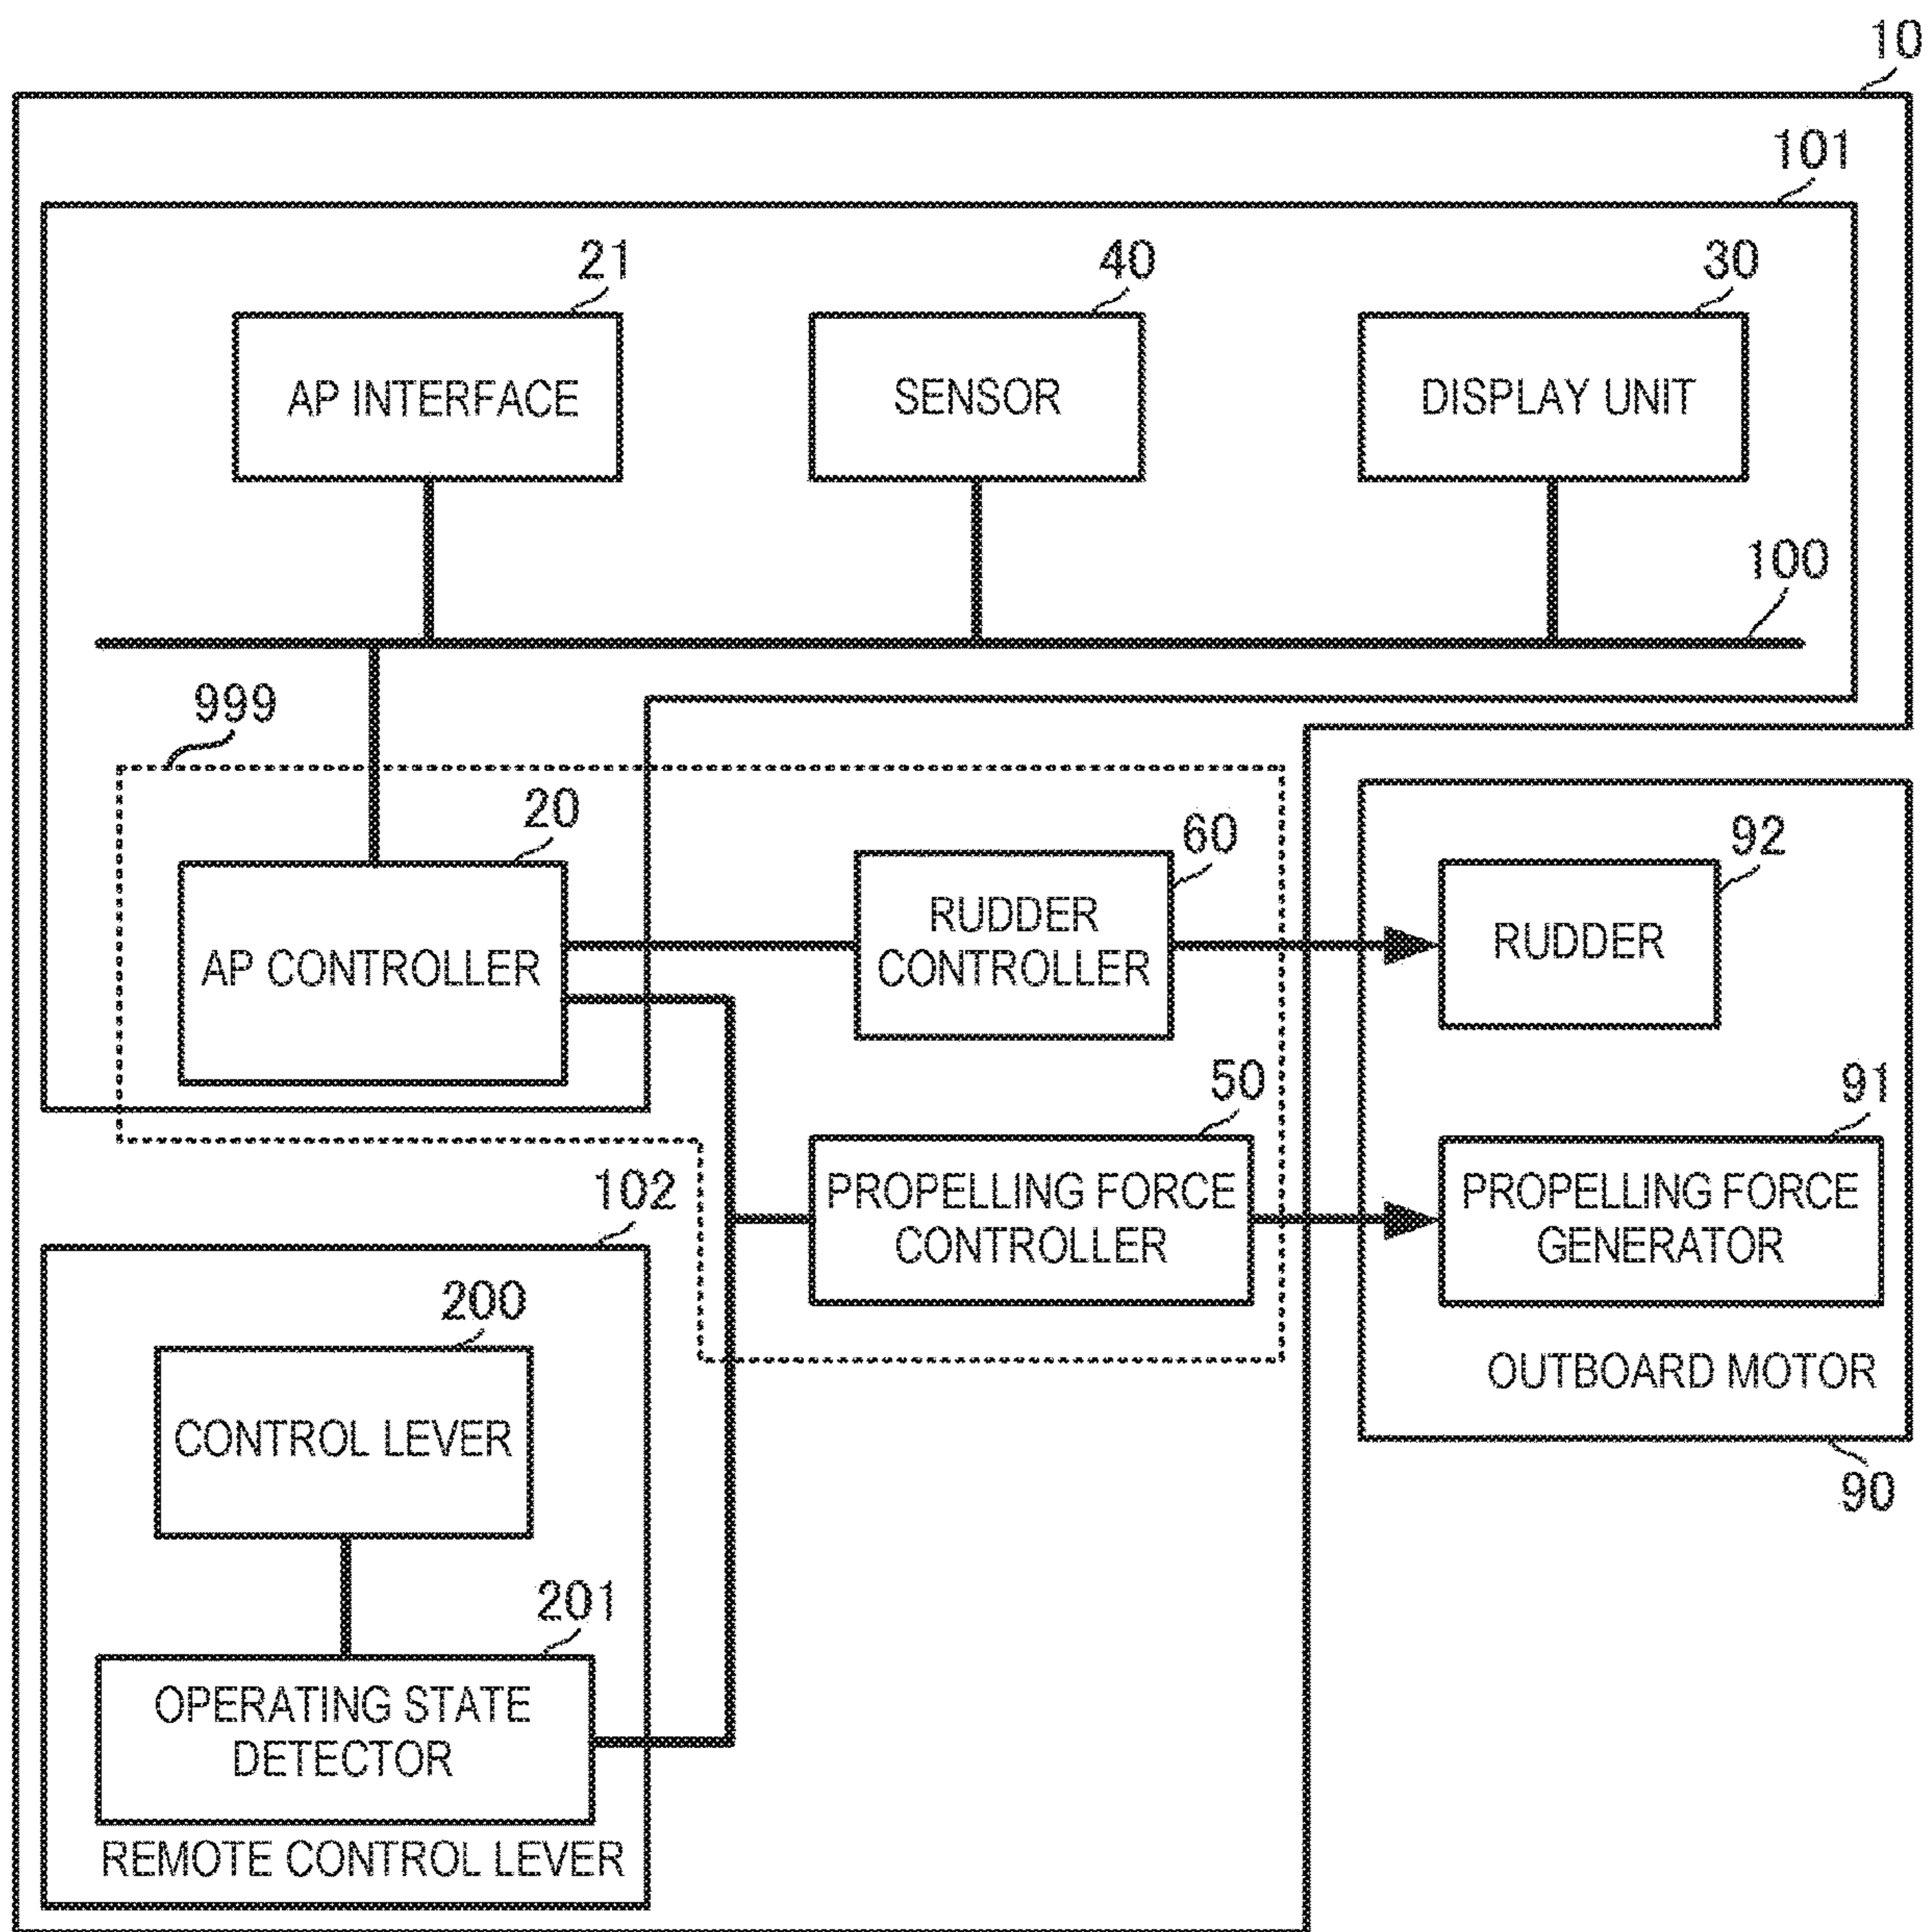 10
101
21
40
30
AP INTERFACE
SENSOR
DISPLAY UNIT
100
999
20
60
92
AP CONTROLLER
RUDDER
CONTROLLER
RUDDER
50
91
PROPELLING FORCE
CONTROLLER
PROPELLING FORCE
GENERATOR
OUTBOARD MOTOR
90
102
200
CONTROL LEVER
201
OPERATING STATE
DETECTOR
REMOTE CONTROL LEVER